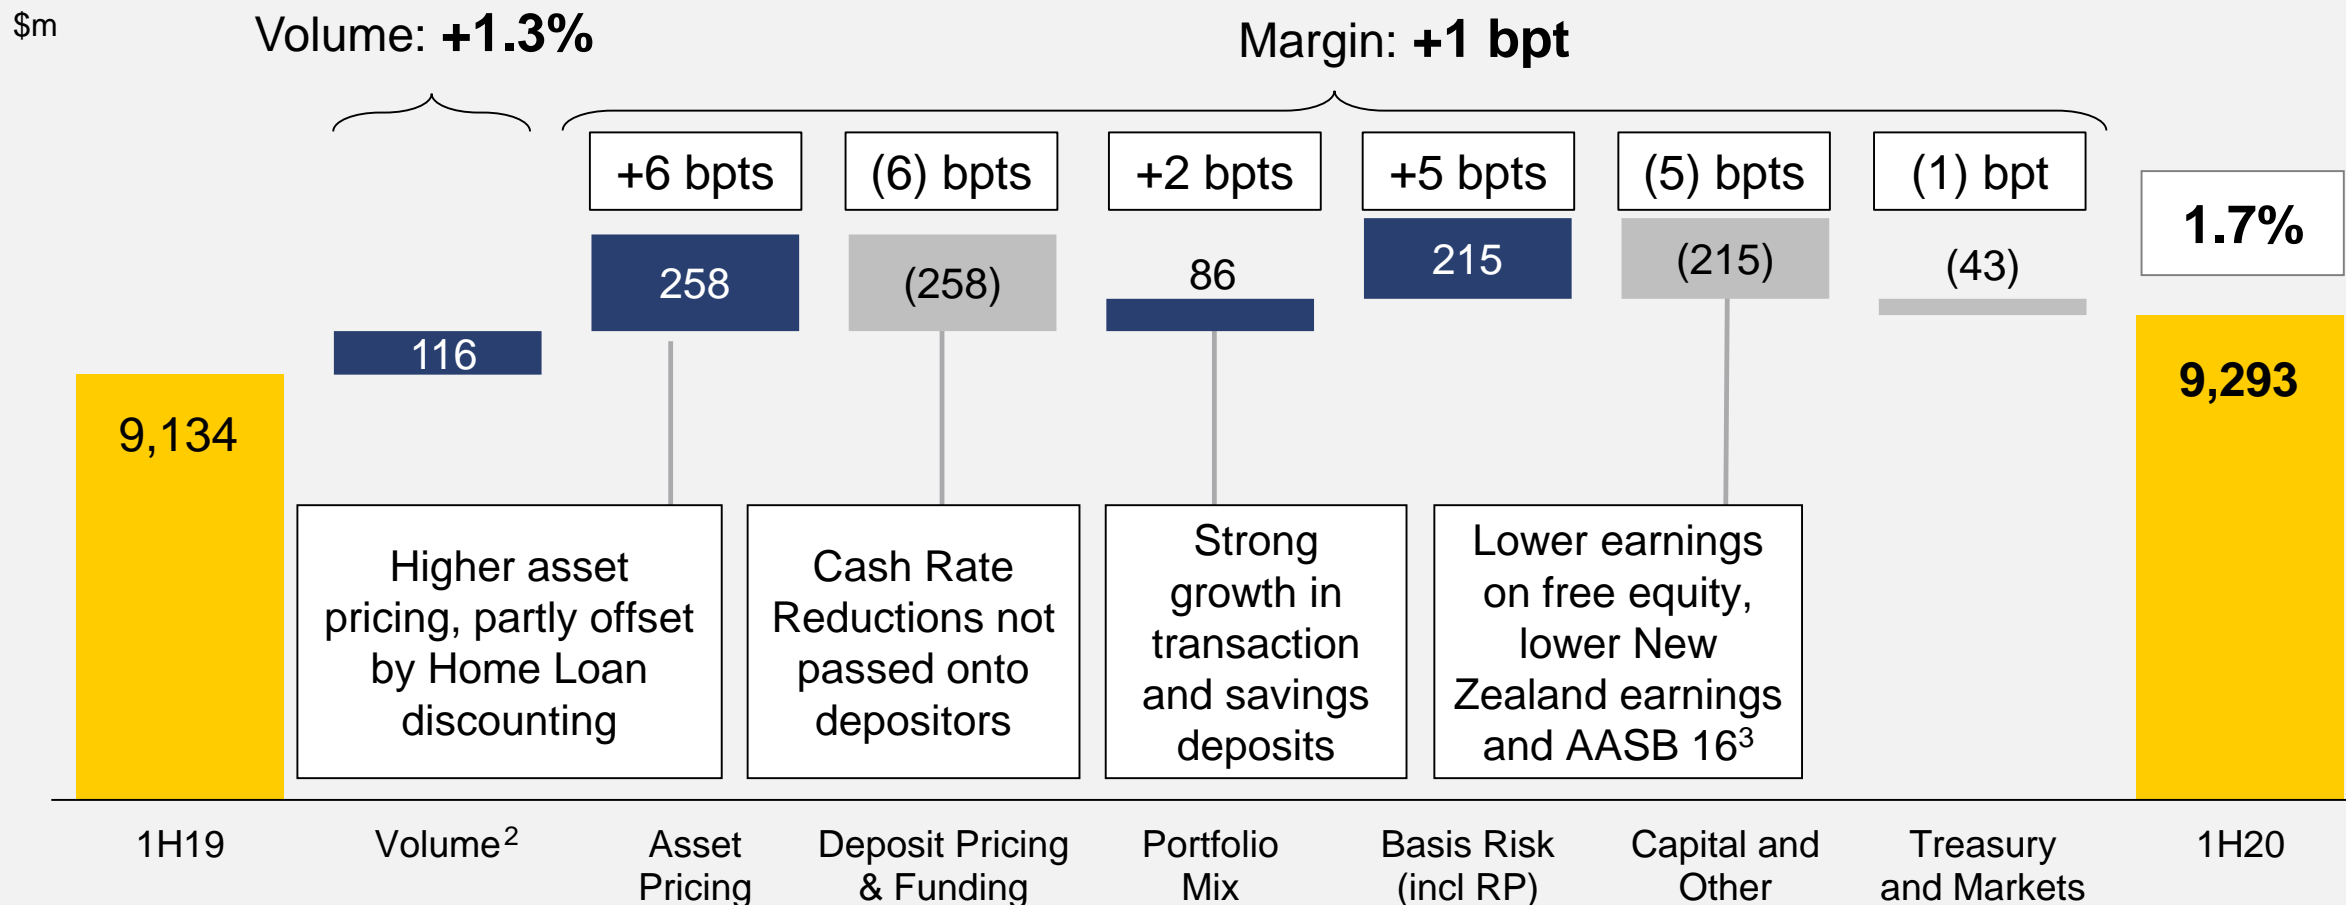 $m
Volume: +1.3%
Margin: +1 bpt
+6 bpts
(6) bpts
+2 bpts
+5 bpts
(5) bpts
(1) bpt
1.7%
258
(258)
86
215
(215)
(43)
116
9,134
9,293
Higher asset
pricing, partly offset
by Home Loan
discounting
Cash Rate
Reductions not
passed onto
depositors
Strong
growth in
transaction
and savings
deposits
Lower earnings
on free equity,
lower New
Zealand earnings
and AASB 16³
1H19
Volume²
Asset
Pricing
Deposit Pricing
& Funding
Portfolio
Mix
Basis Risk
(incl RP)
Capital and
Other
Treasury
and Markets
1H20